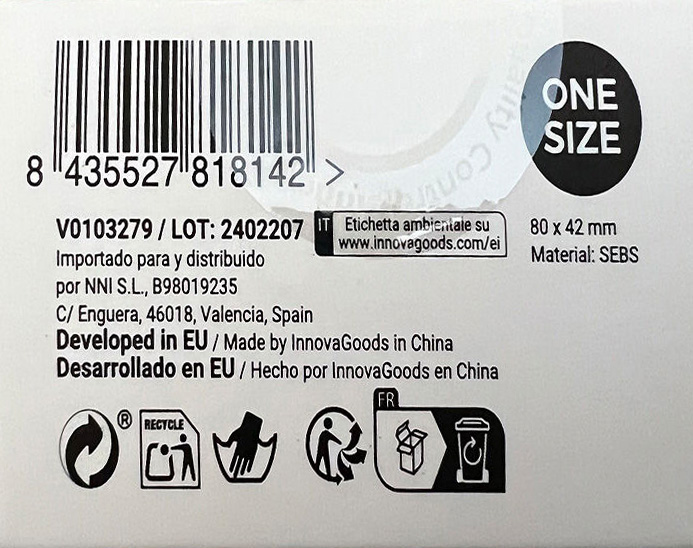 ONE
SIZE
8 435527 818142 >
V0103279 / LOT: 2402207
IT Etichetta ambientale su
www.innovagoods.com/ei
80 x 42 mm
Material: SEBS
Importado para y distribuido
por NNI S.L., B98019235
C/ Enguera, 46018, Valencia, Spain
Developed in EU / Made by InnovaGoods in China
Desarrollado en EU / Hecho por InnovaGoods en China
® RECYCLE
FR